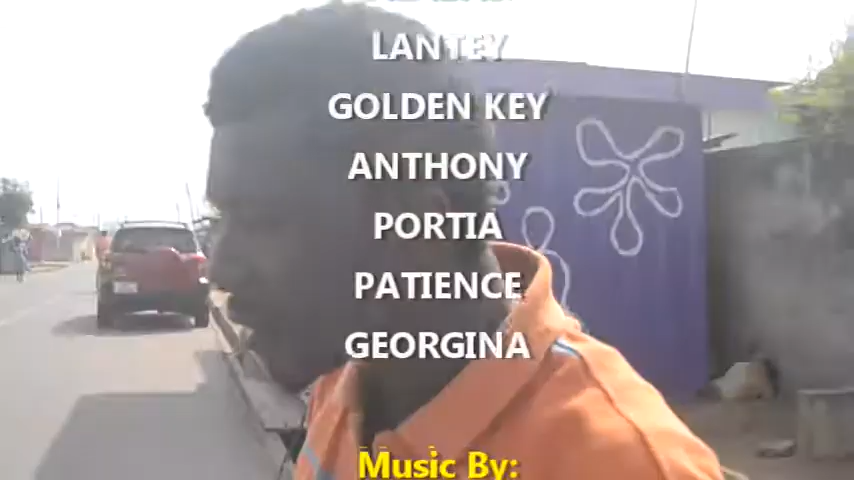 LANTEY
GOLDEN KEY
ANTHONY
PORTIA
PATIENCE
GEORGINA
Music By: